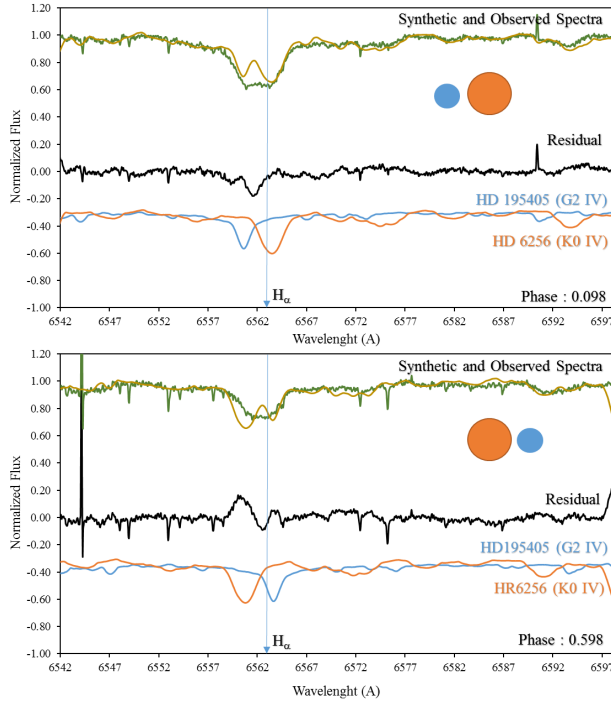 1.20
Synthetic and Observed Spectra
1.00
0.80
0.60
0.40
0.20
Residual
0.00
-0.20
HD 195405 (G2 IV)
-0.40
HD 6256 (K0 IV)
-0.60
-0.80
Hα
Phase : 0.098
-1.00
6542 6547 6552 6557 6562 6567 6572 6577 6582 6587 6592 6597
Wavelenght (A)
Normalized Flux
1.20
Synthetic and Observed Spectra
1.00
0.80
0.60
0.40
0.20
Residual
0.00
-0.20
HD195405 (G2 IV)
-0.40
HR6256 (K0 IV)
-0.60
-0.80
Hα
Phase : 0.598
-1.00
6542 6547 6552 6557 6562 6567 6572 6577 6582 6587 6592 6597
Wavelenght (A)
Normalized Flux